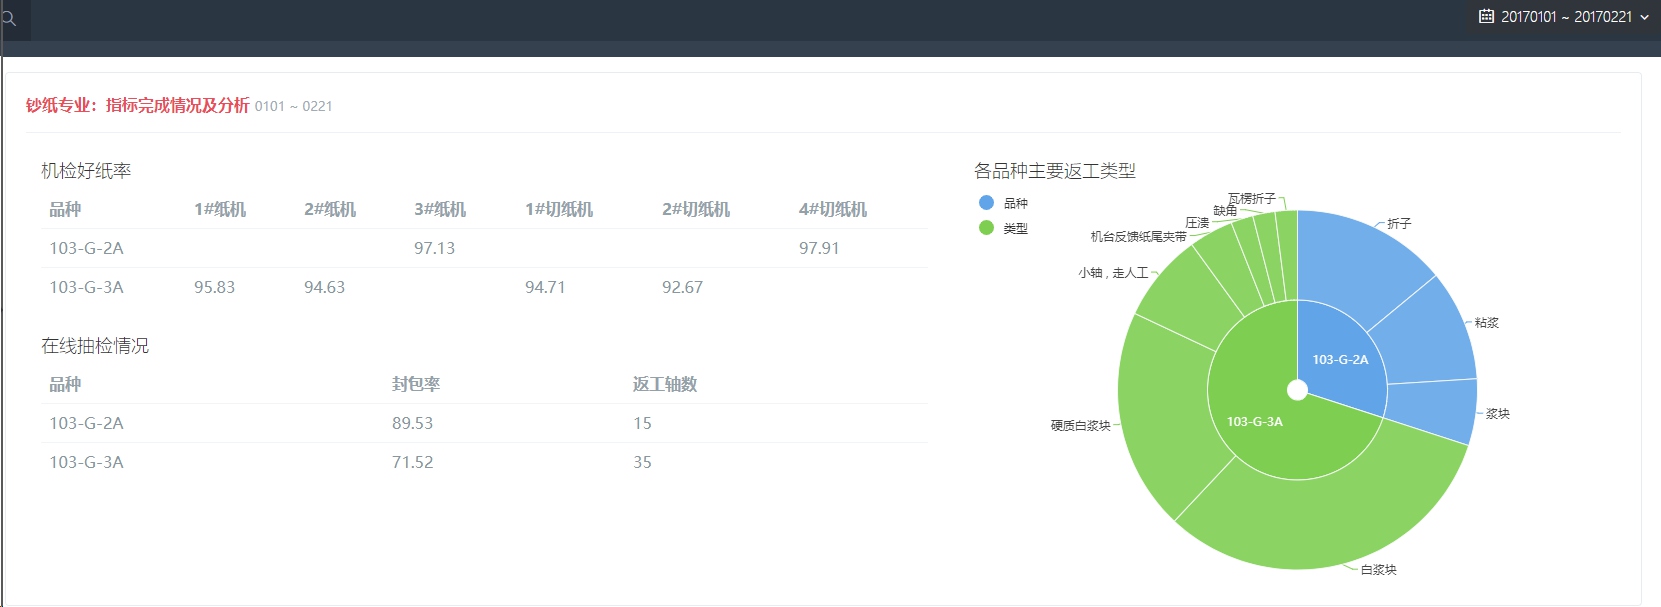 20170101 ~ 20170221
钞纸专业：指标完成情况及分析 0101 ~ 0221
机检好纸率
品种 1#纸机 2#纸机 3#纸机 1#切纸机 2#切纸机 4#切纸机
103-G-2A 97.13 97.91
103-G-3A 95.83 94.63 94.71 92.67
在线抽检情况
品种 封包率 返工轴数
103-G-2A 89.53 15
103-G-3A 71.52 35
各品种主要返工类型
品种
类型
瓦楞折子
缺角
压溃
机台反馈纸尾夹带
小轴，走人工
硬质白浆块
折子
粘浆
浆块
白浆块
103-G-2A
103-G-3A